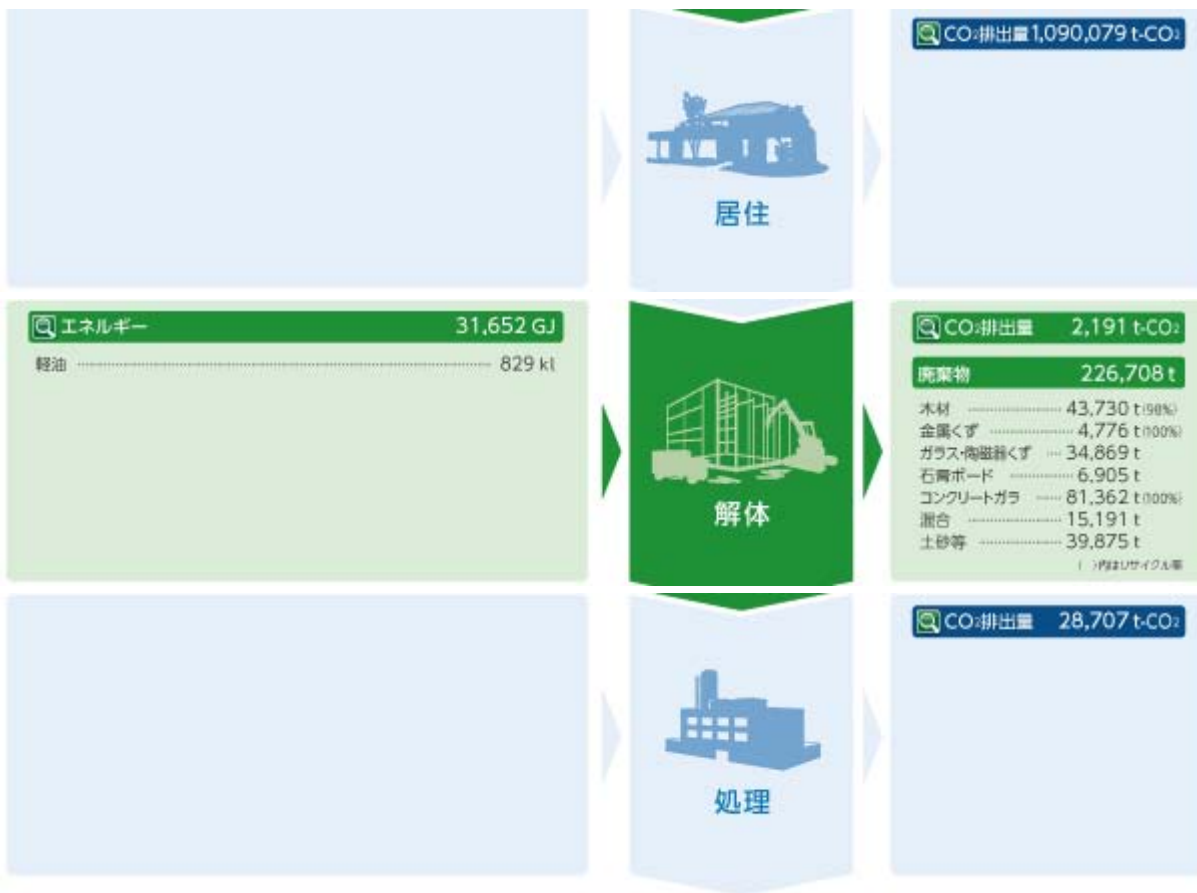 CO2排出量1,090,079 t-CO2
居住
エネルギー 31,652 GJ
軽油 829 kl
解体
CO2排出量 2,191 t-CO2
廃棄物 226,708 t
木材 43,730 t(98%)
金属くず 4,776 t(100%)
ガラス・陶磁器くず 34,869 t
石膏ボード 6,905 t
コンクリートガラ 81,362 t(100%)
混合 15,191 t
土砂等 39,875 t
( )内はリサイクル率
CO2排出量 28,707 t-CO2
処理